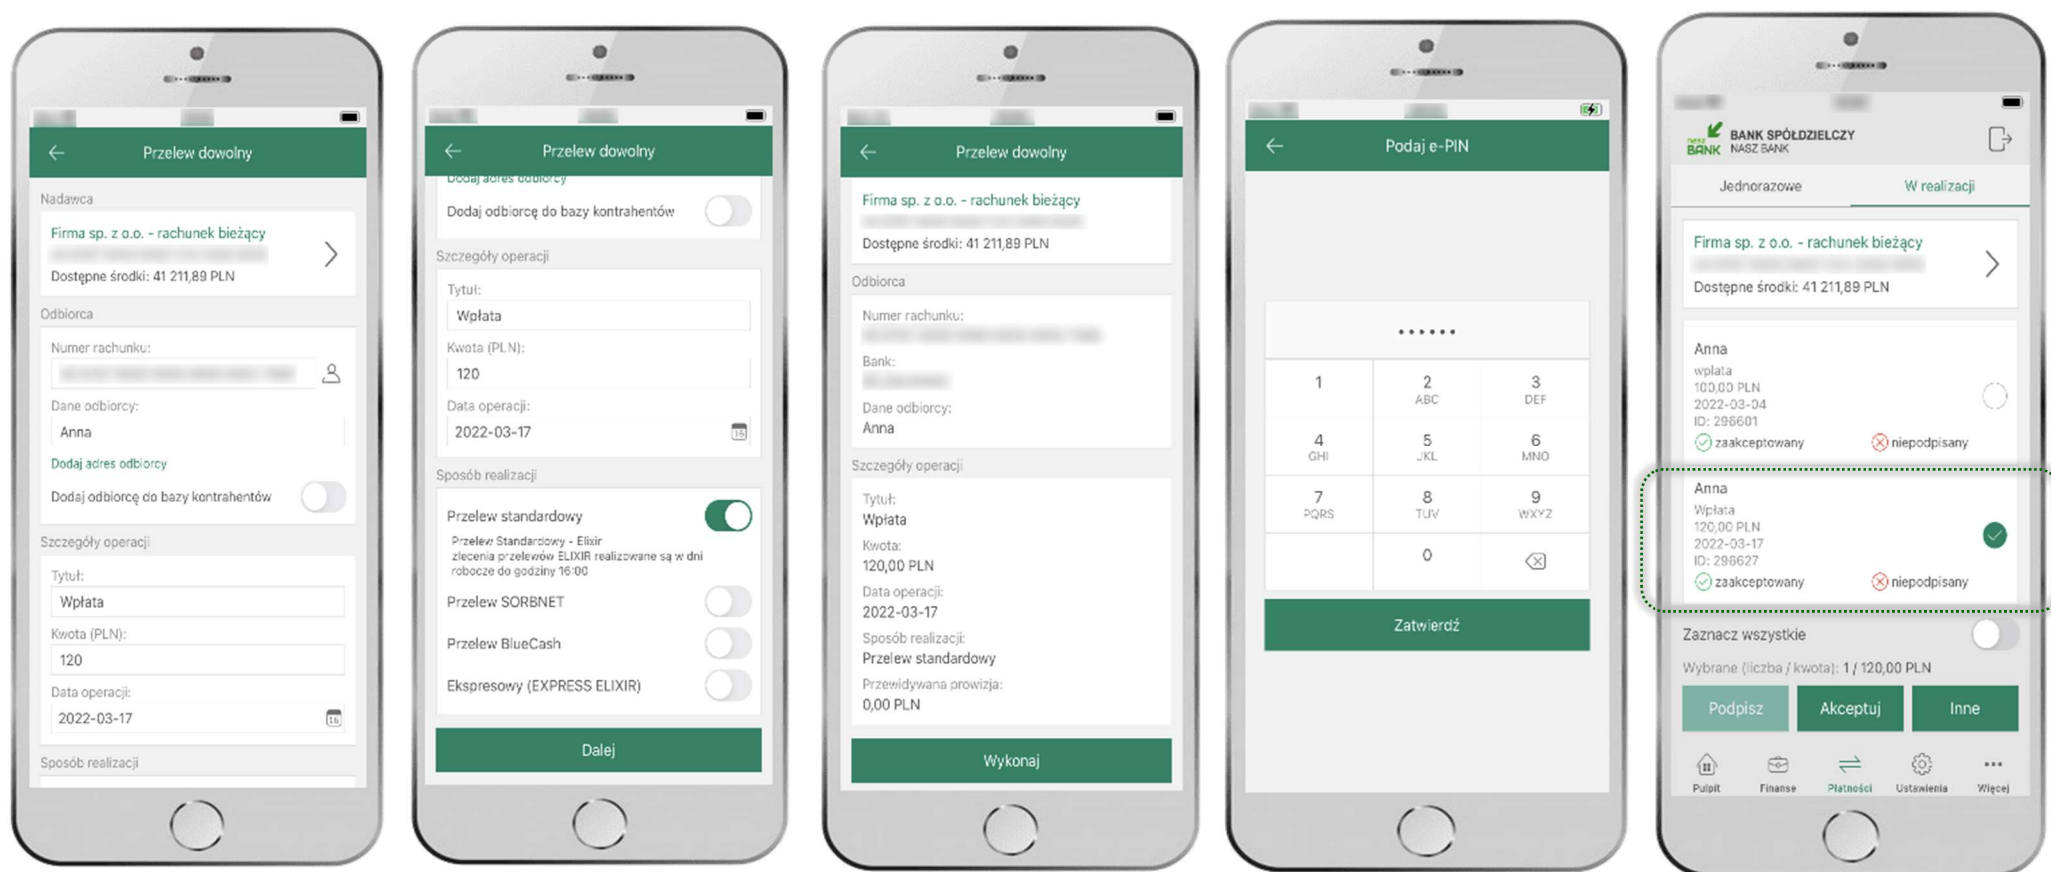 Przelew dowolny
Nadawca
Firma sp. z o.o. - rachunek bieżący
Dostępne środki: 41 211,89 PLN
Odbiorca
Numer rachunku:
Dane odbiorcy:
Anna
Dodaj adres odbiorcy
Dodaj odbiorcę do bazy kontrahentów
Szczegóły operacji
Tytuł:
Wpłata
Kwota (PLN):
120
Data operacji:
2022-03-17
16
Sposób realizacji
Przelew dowolny
Dodaj adres odbiorcy
Dodaj odbiorcę do bazy kontrahentów
Szczegóły operacji
Tytuł:
Wpłata
Kwota (PLN):
120
Data operacji:
2022-03-17
16
Sposób realizacji
Przelew standardowy
Przelew Standardowy - Elixir
zlecenia przelewów ELIXIR realizowane są w dni
robocze do godziny 16:00
Przelew SORBNET
Przelew BlueCash
Ekspresowy (EXPRESS ELIXIR)
Dalej
Przelew dowolny
Firma sp. z o.o. - rachunek bieżący
Dostępne środki: 41 211,89 PLN
Odbiorca
Numer rachunku:
Bank:
Dane odbiorcy:
Anna
Szczegóły operacji
Tytuł:
Wpłata
Kwota:
120,00 PLN
Data operacji:
2022-03-17
Sposób realizacji:
Przelew standardowy
Przewidywana prowizja:
0,00 PLN
Wykonaj
Podaj e-PIN
••••••
1 2 3
ABC DEF
4 5 6
GHI JKL MNO
7 8 9
PQRS TUV WXYZ
0
Zatwierdź
NASZ BANK
BANK SPÓŁDZIELCZY
NASZ BANK
Jednorazowe W realizacji
Firma sp. z o.o. - rachunek bieżący
Dostępne środki: 41 211,89 PLN
Anna
wpłata
100,00 PLN
2022-03-04
ID: 296601
zaakceptowany niepodpisany
Anna
Wpłata
120,00 PLN
2022-03-17
ID: 296627
zaakceptowany niepodpisany
Zaznacz wszystkie
Wybrane (liczba / kwota): 1 / 120,00 PLN
Podpisz Akceptuj Inne
Pulpit Finanse Płatności Ustawienia Więcej